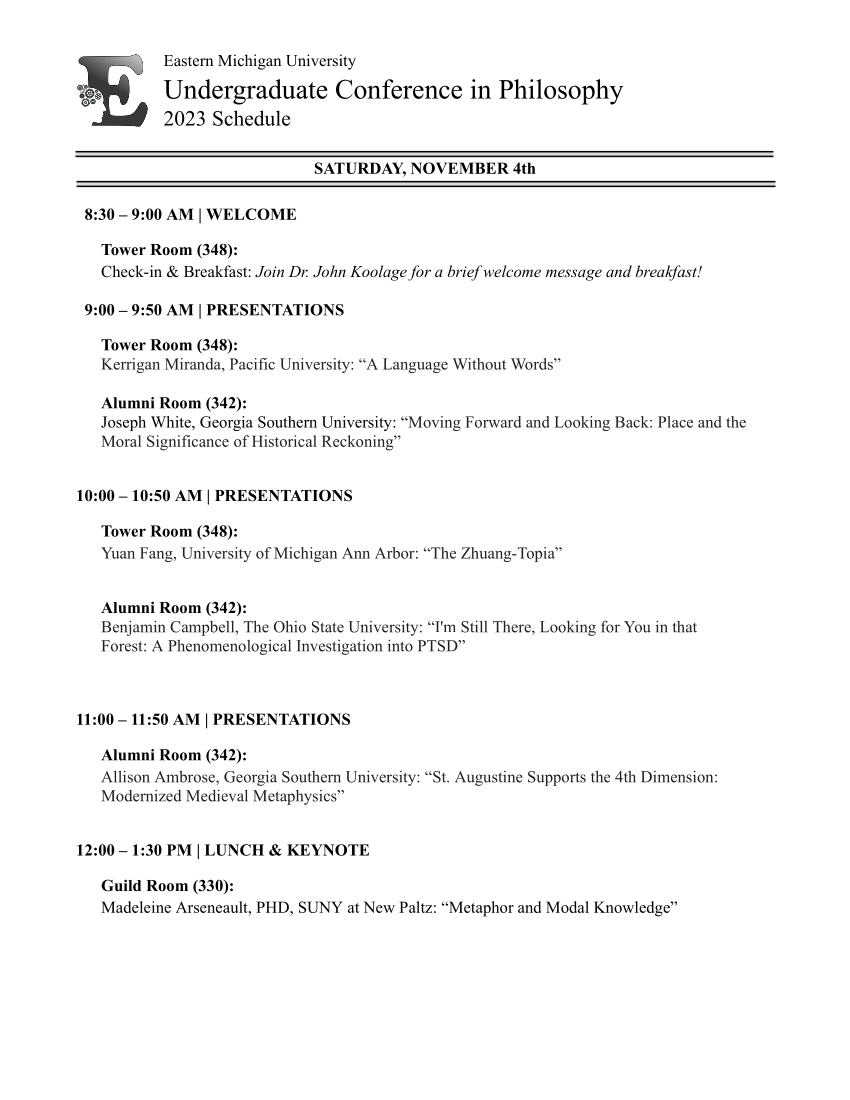 Eastern Michigan University
Undergraduate Conference in Philosophy
2023 Schedule
SATURDAY, NOVEMBER 4th
8:30 – 9:00 AM | WELCOME
Tower Room (348):
Check-in & Breakfast: Join Dr. John Koolage for a brief welcome message and breakfast!
9:00 – 9:50 AM | PRESENTATIONS
Tower Room (348):
Kerrigan Miranda, Pacific University: “A Language Without Words”
Alumni Room (342):
Joseph White, Georgia Southern University: “Moving Forward and Looking Back: Place and the
Moral Significance of Historical Reckoning”
10:00 – 10:50 AM | PRESENTATIONS
Tower Room (348):
Yuan Fang, University of Michigan Ann Arbor: “The Zhuang-Topia”
Alumni Room (342):
Benjamin Campbell, The Ohio State University: “I'm Still There, Looking for You in that
Forest: A Phenomenological Investigation into PTSD”
11:00 – 11:50 AM | PRESENTATIONS
Alumni Room (342):
Allison Ambrose, Georgia Southern University: “St. Augustine Supports the 4th Dimension:
Modernized Medieval Metaphysics”
12:00 – 1:30 PM | LUNCH & KEYNOTE
Guild Room (330):
Madeleine Arseneault, PHD, SUNY at New Paltz: “Metaphor and Modal Knowledge”